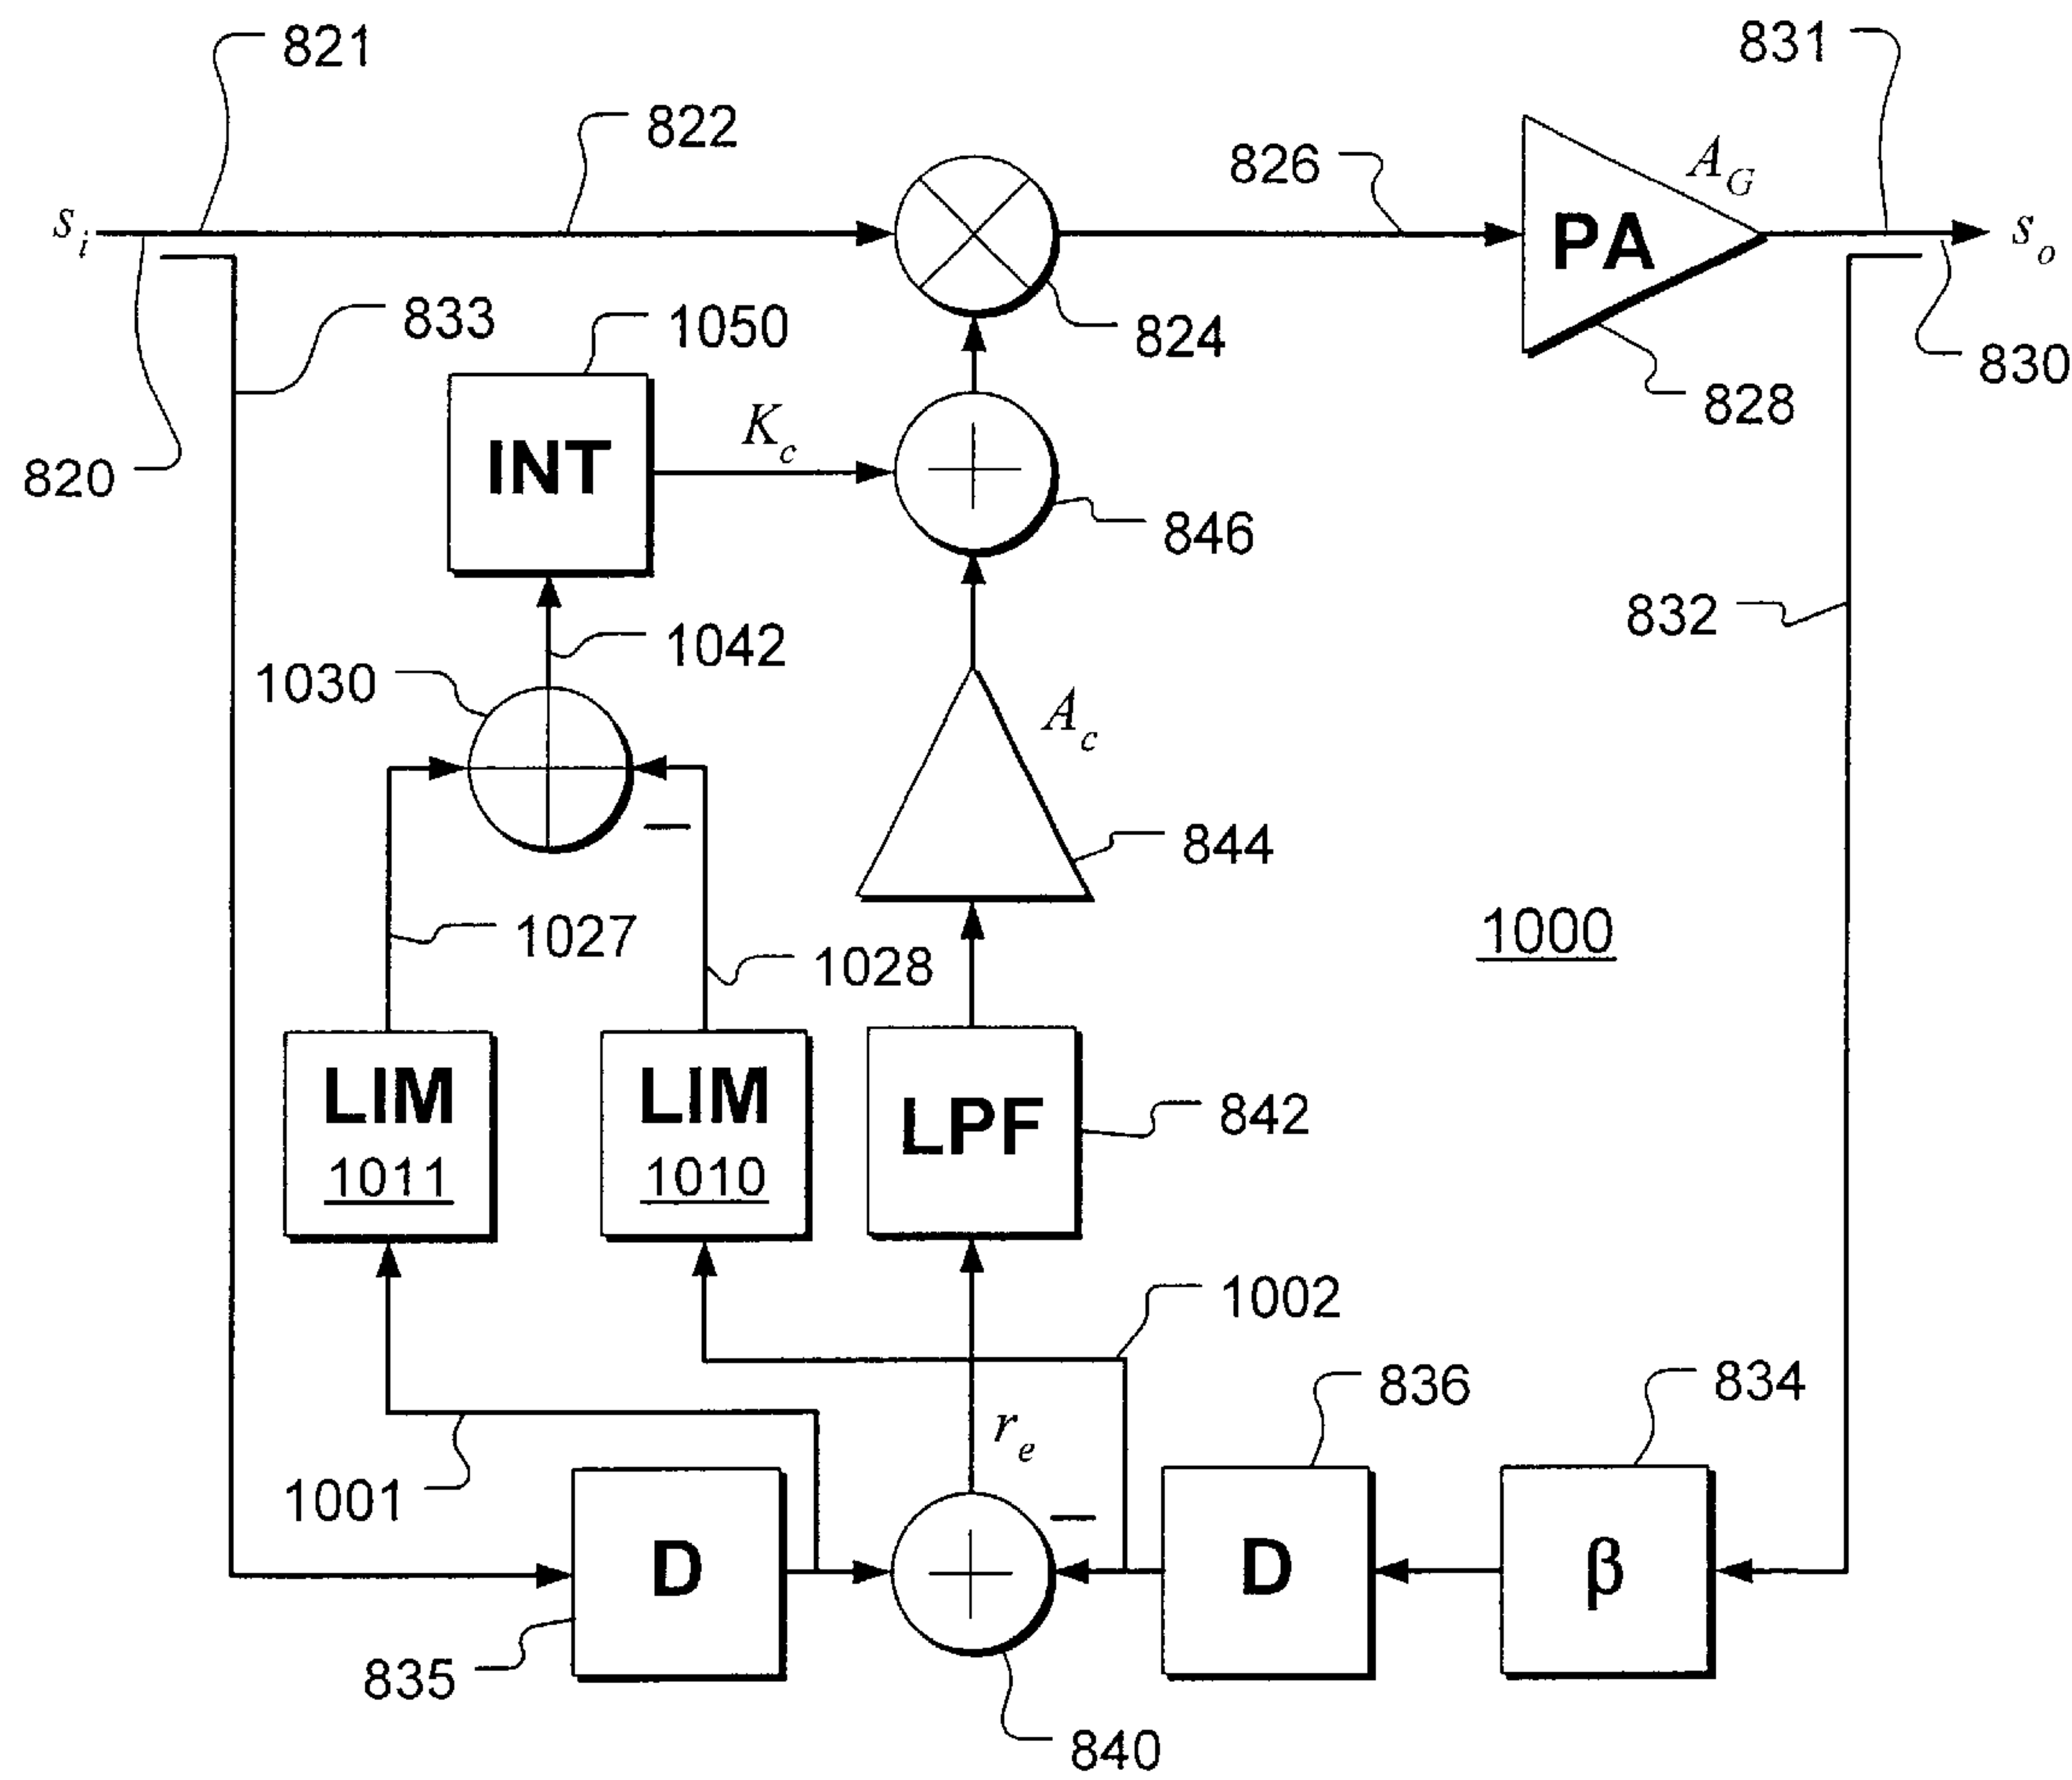 821
831
822
826
A_G
s_i
PA
s_o
833
1050
824
830
828
K_c
820
INT
846
832
1042
1030
A_c
844
1027
1000
1028
LIM
LIM
842
LPF
1011
1010
1002
836
834
r_e
1001
D
D
β
835
840